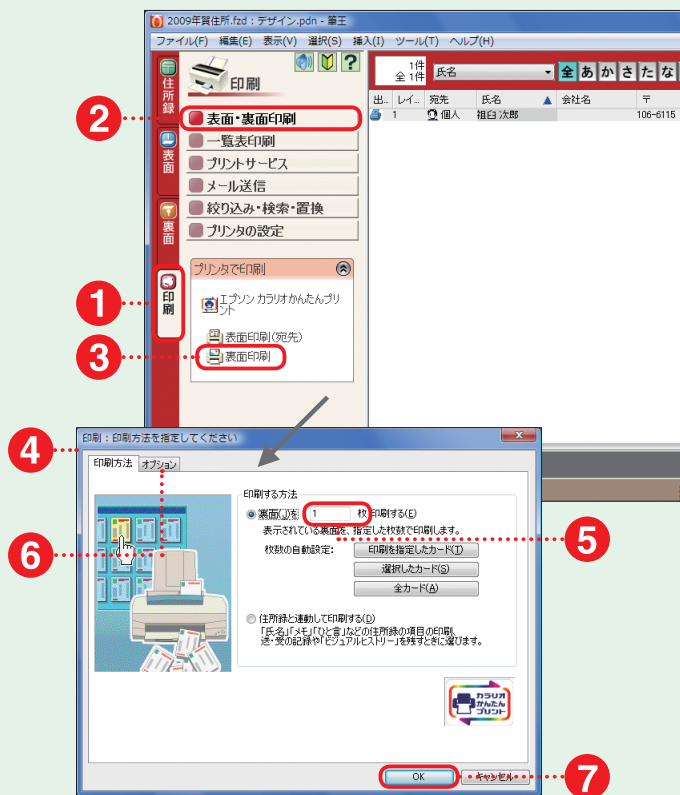 2009年賀住所.fzd : デザイン.pdn - 筆王
ファイル(F) 編集(E) 表示(V) 選択(S) 挿入(I) ツール(T) ヘルプ(H)
住所録
表面
裏面
印刷
印刷
表面・裏面印刷
一覧表印刷
プリントサービス
メール送信
絞り込み・検索・置換
プリンタの設定
プリンタで印刷
エプソン カラリオかんたんプリント
表面印刷(宛先)
裏面印刷
1件
全 1件
氏名
全 あ か さ た な
出... レイ... 宛先 氏名 会社名 〒
1 個人 次郎 106-6115
1
2
3
4
5
6
7
印刷:印刷方法を指定してください
印刷方法 オプション
印刷する方法
裏面(J)を 1 枚 印刷する(E)
表示されている裏面を、指定した枚数で印刷します。
枚数の自動設定: 印刷を指定したカード(T)
選択したカード(S)
全カード(A)
住所録と連動して印刷する(D)
「氏名」「メモ」「ひと言」などの住所録の項目の印刷、
送・受の記録や「ビジュアルヒストリー」を残すときに選びます。
カラリオ
かんたん
プリント
OK キャンセル